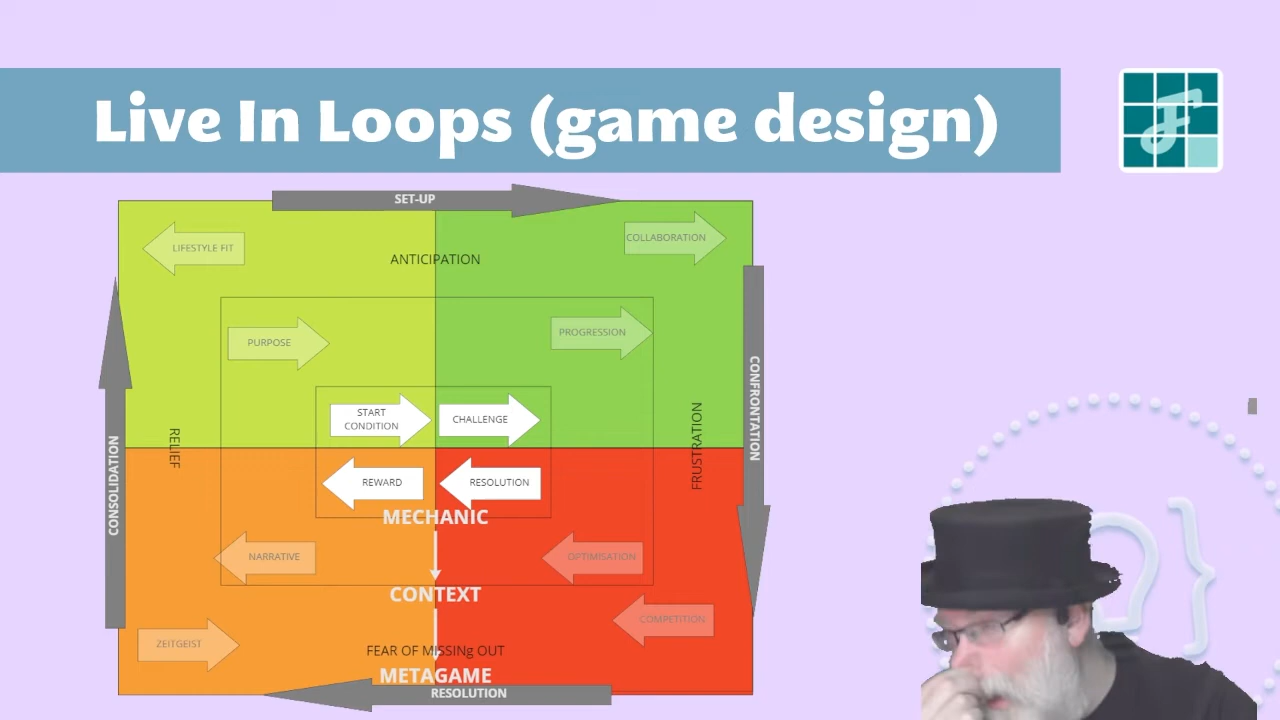 Live In Loops (game design)
SET-UP
LIFESTYLE FIT
COLLABORATION
ANTICIPATION
PURPOSE
PROGRESSION
START
CONDITION
CHALLENGE
CONFRONTATION
RELIEF
FRUSTRATION
CONSOLIDATION
REWARD
RESOLUTION
MECHANIC
NARRATIVE
OPTIMISATION
CONTEXT
COMPETITION
ZEITGEIST
FEAR OF MISSINg OUT
METAGAME
RESOLUTION